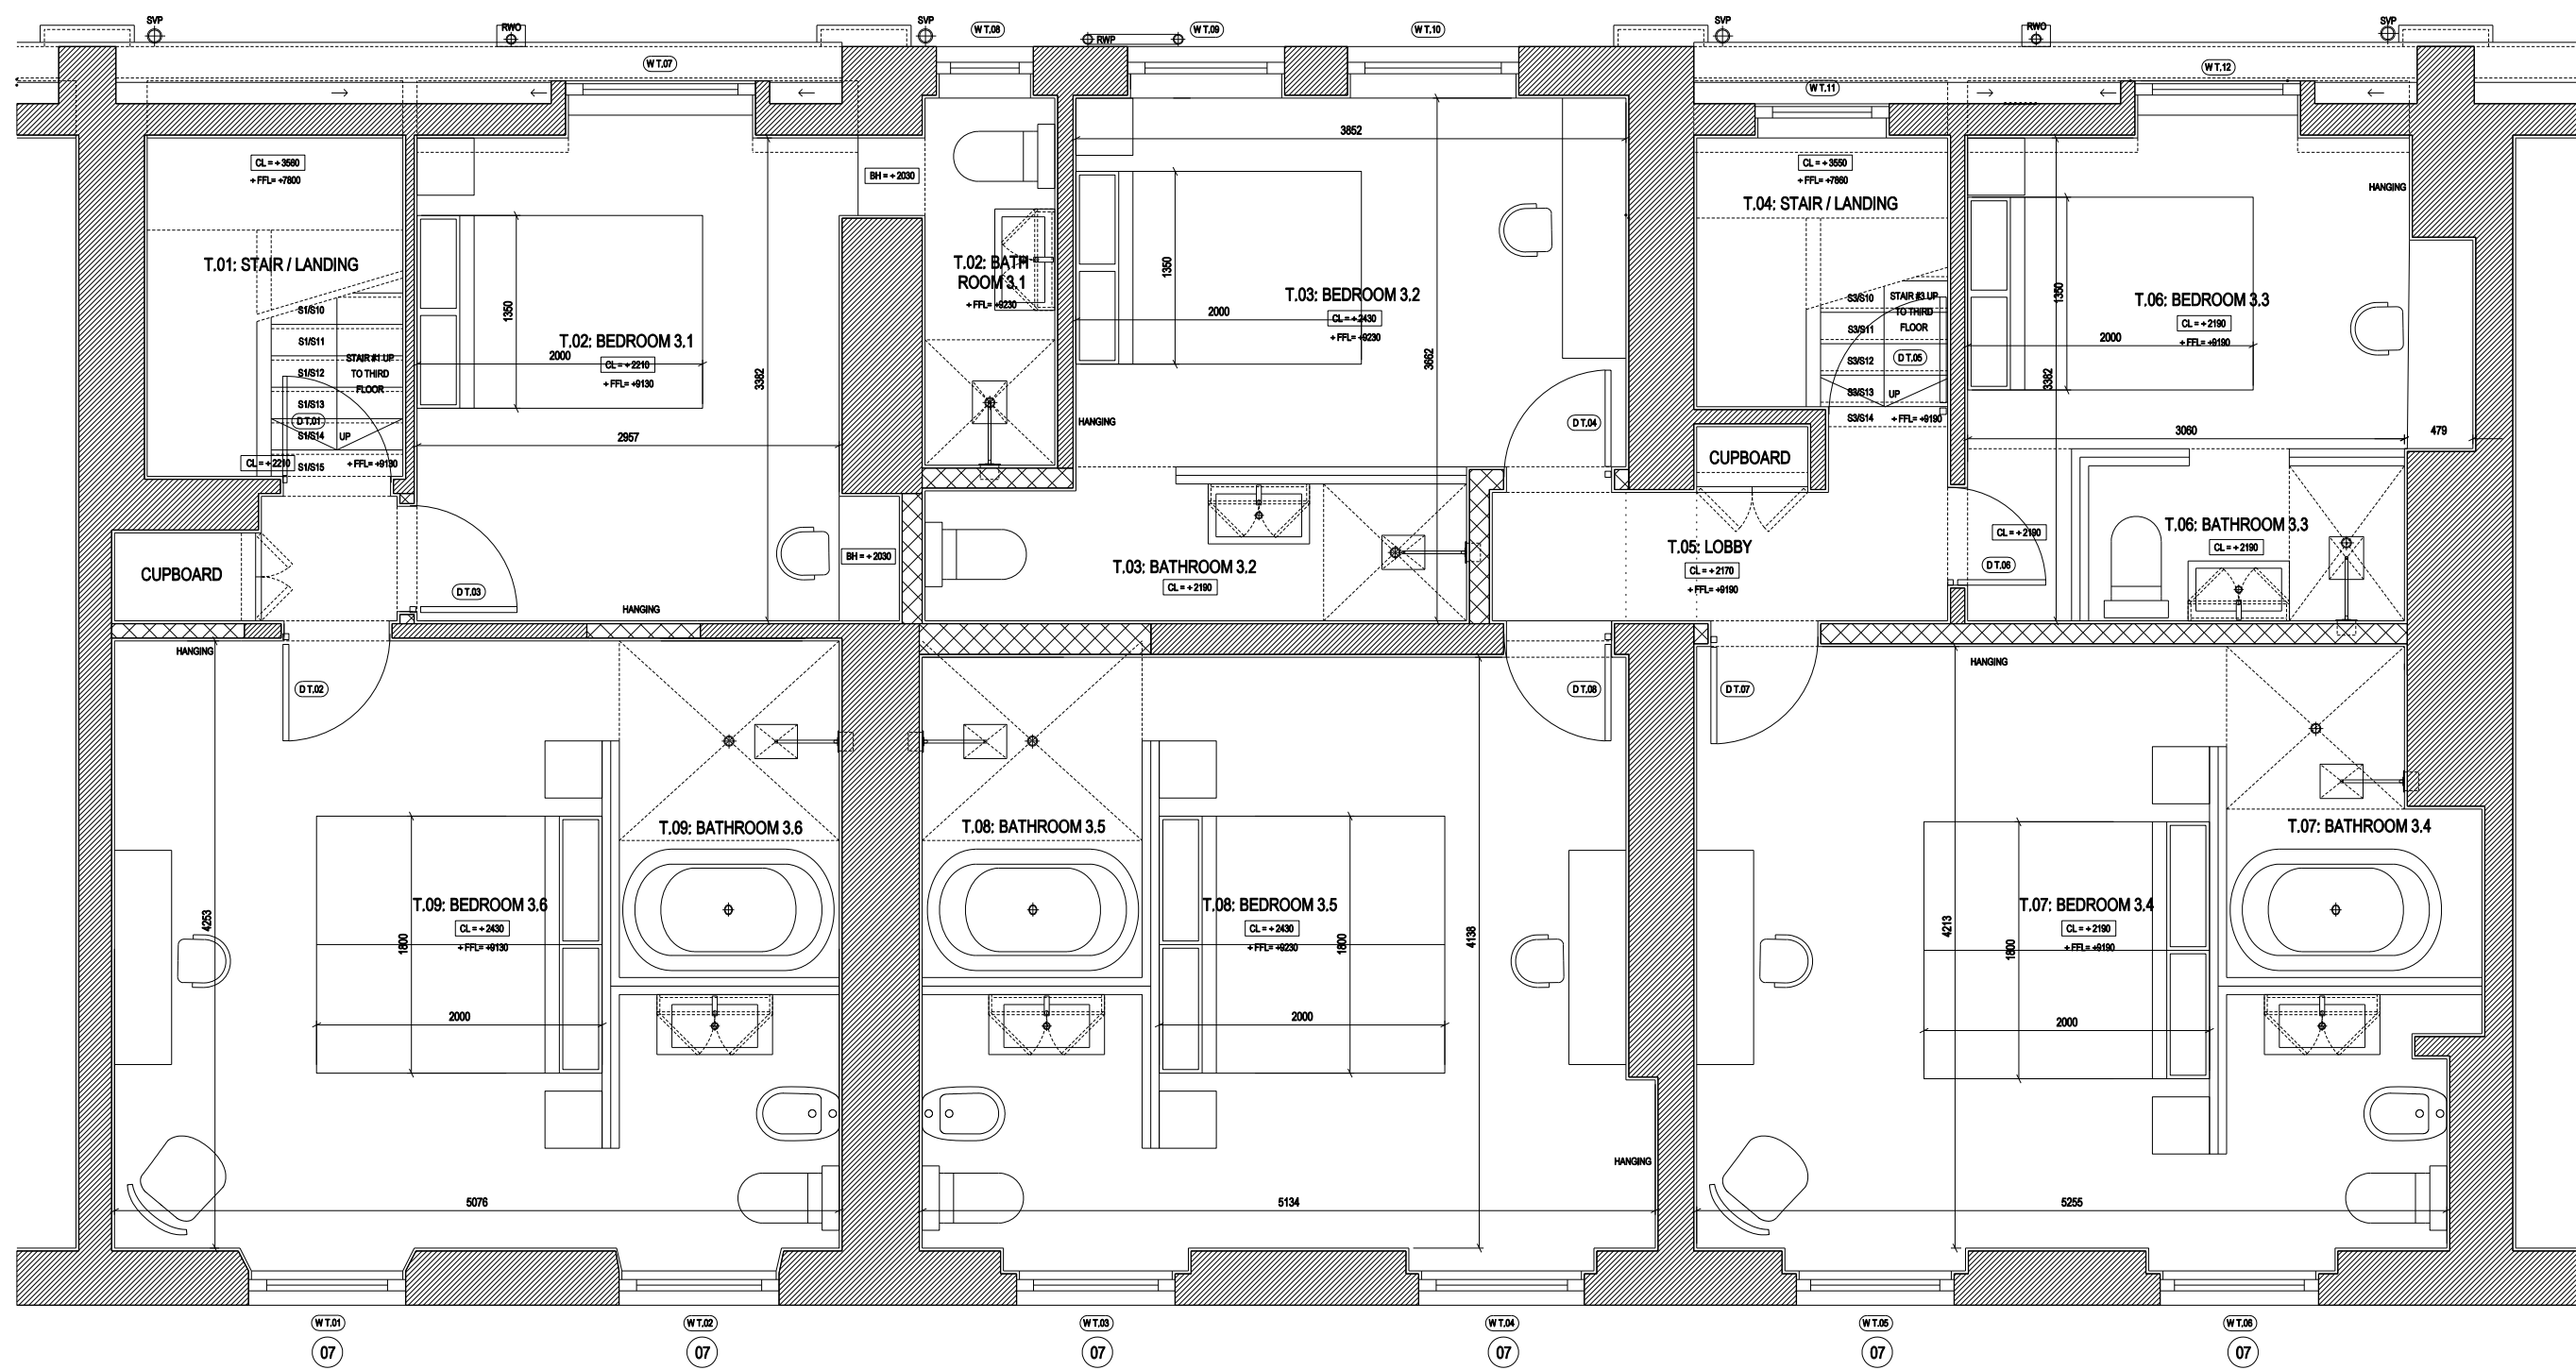 SVP
RWO
SVP
W T.08
RWP
W T.09
W T.10
SVP
RWO
SVP
W T.07
W T.11
W T.12
CL = + 3580
+ FFL= +7800
BH = + 2030
3852
CL = + 3550
+ FFL= +7860
T.04: STAIR / LANDING
HANGING
T.01: STAIR / LANDING
T.02: BATH
ROOM 3.1
+ FFL= +9230
1350
2000
T.03: BEDROOM 3.2
CL = + 2430
+ FFL= +9230
3662
S1/S10
S1/S11
S1/S12
S1/S13
S1/S14
S1/S15
STAIR #1 UP
TO THIRD
FLOOR
D T.01
UP
CL = + 2210
+ FFL= +9130
1350
T.02: BEDROOM 3.1
2000
CL = + 2210
+ FFL= +9130
3382
2957
HANGING
D T.04
S3/S10
S3/S11
S3/S12
S3/S13
S3/S14
STAIR #3 UP
TO THIRD
FLOOR
D T.05
UP
+ FFL= +9190
1350
T.06: BEDROOM 3.3
CL = + 2190
+ FFL= +9190
2000
3382
3060
479
CUPBOARD
CUPBOARD
D T.03
BH = + 2030
HANGING
T.03: BATHROOM 3.2
CL = + 2190
T.05: LOBBY
CL = + 2170
+ FFL= +9190
CL = + 2190
D T.06
T.06: BATHROOM 3.3
CL = + 2190
HANGING
D T.02
D T.08
D T.07
HANGING
T.09: BATHROOM 3.6
T.08: BATHROOM 3.5
T.07: BATHROOM 3.4
4253
T.09: BEDROOM 3.6
CL = + 2430
+ FFL= +9130
1800
2000
T.08: BEDROOM 3.5
CL = + 2430
+ FFL= +9230
1800
2000
4138
4213
T.07: BEDROOM 3.4
CL = + 2190
+ FFL= +9190
1800
2000
HANGING
5076
5134
5255
W T.01
W T.02
W T.03
W T.04
W T.05
W T.06
07
07
07
07
07
07